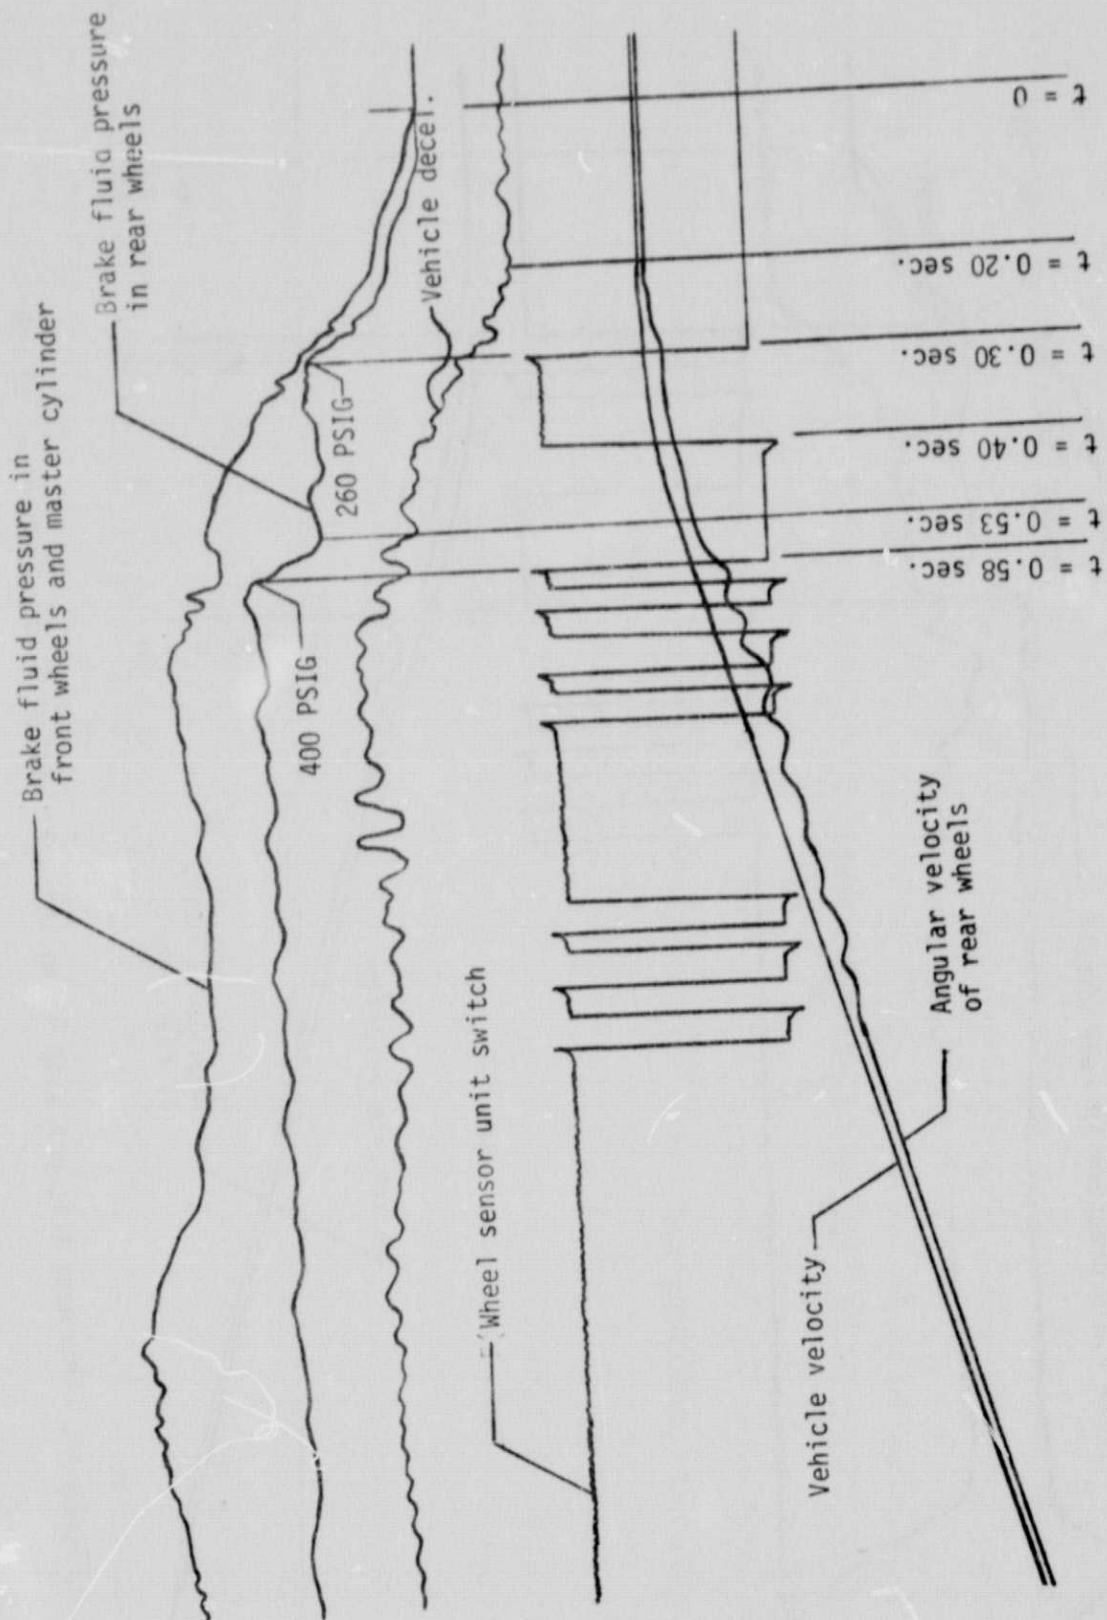 Brake fluid pressure in
front wheels and master cylinder
Brake fluid pressure
in rear wheels
Vehicle decel.
260 PSIG
400 PSIG
Wheel sensor unit switch
Vehicle velocity
Angular velocity
of rear wheels
t = 0
t = 0.20 sec.
t = 0.30 sec.
t = 0.40 sec.
t = 0.53 sec.
t = 0.58 sec.